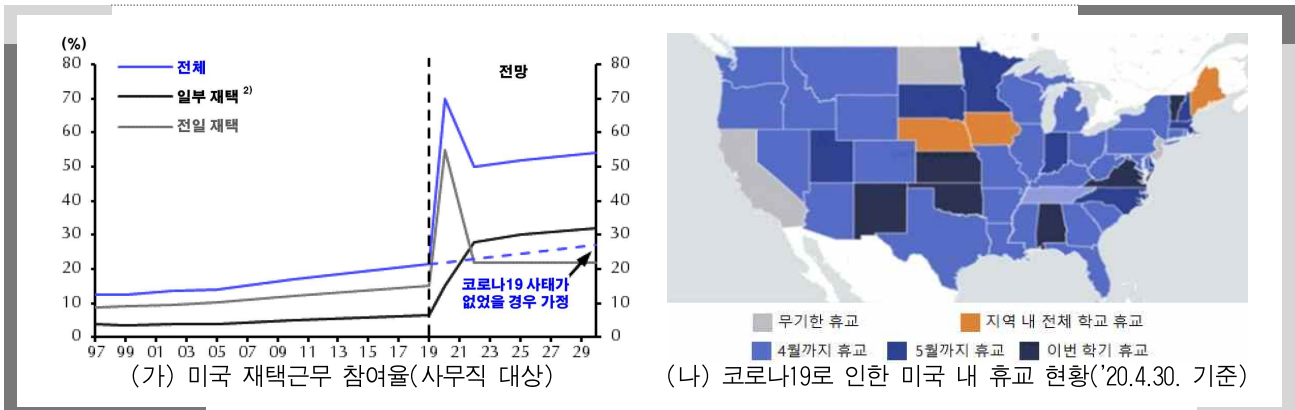 (%)
80
70
60
50
40
30
20
10
0
전체
일부 재택 2)
전일 재택
전망
80
70
60
50
40
30
20
10
0
코로나19 사태가
없었을 경우 가정
97 99 01 03 05 07 09 11 13 15 17 19 21 23 25 27 29
(가) 미국 재택근무 참여율(사무직 대상)
무기한 휴교
지역 내 전체 학교 휴교
4월까지 휴교
5월까지 휴교
이번 학기 휴교
(나) 코로나19로 인한 미국 내 휴교 현황('20.4.30. 기준)